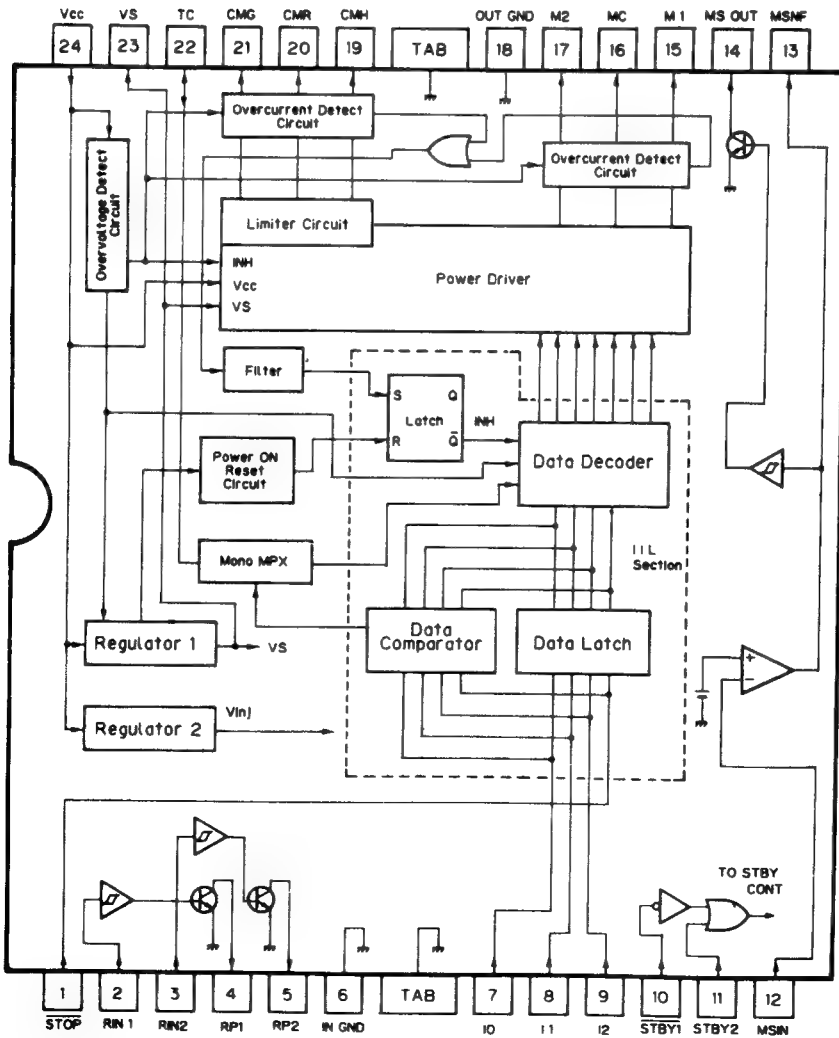 Vcc VS TC CMG CMR CMH OUT GND M2 MC M1 MS OUT MSNF
24 23 22 21 20 19 TAB 18 17 16 15 14 13
Overcurrent Detect
Circuit
Overcurrent Detect
Circuit
Overvoltage Detect
Circuit
Limiter Circuit
INH
Power Driver
Vcc
VS
Filter
S Q
Latch
R Q̅
INH
Power ON
Reset
Circuit
Data Decoder
Mono MPX
IIL
Section
Data
Comparator
Data Latch
Regulator 1
VS
Regulator 2
Vinj
+
−
TO STBY
CONT
1 2 3 4 5 6 TAB 7 8 9 10 11 12
S̅T̅O̅P̅ RIN1 RIN2 RP1 RP2 IN GND I0 I1 I2 S̅T̅B̅Y̅1̅ STBY2 MSIN